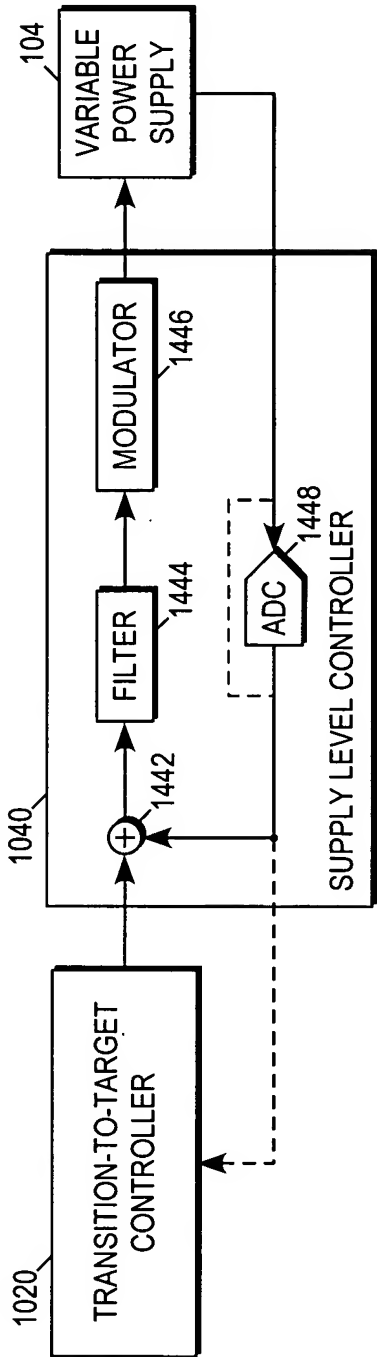 1020
TRANSITION-TO-TARGET
CONTROLLER
1040
+
1442
FILTER
1444
MODULATOR
1446
ADC
1448
SUPPLY LEVEL CONTROLLER
104
VARIABLE
POWER
SUPPLY